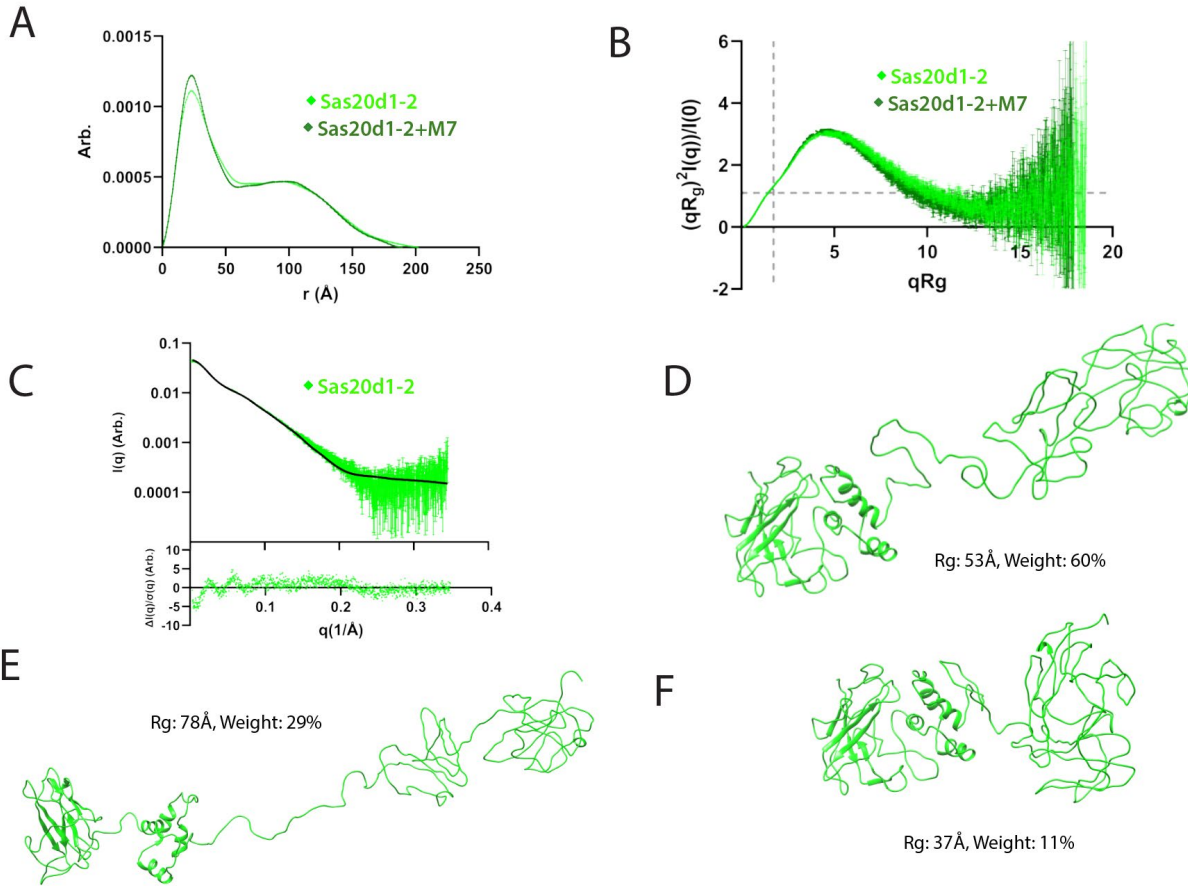 A
0.0015
0.0010
0.0005
0.0000
Arb.
Sas20d1-2
Sas20d1-2+M7
0 50 100 150 200 250
r (Å)
B
6
4
2
0
-2
(qRg)²I(q))/I(0)
Sas20d1-2
Sas20d1-2+M7
5 10 15 20
qRg
C
0.1
0.01
0.001
0.0001
I(q) (Arb.)
Sas20d1-2
10
5
0
-5
-10
ΔI(q)/σ(q) (Arb.)
0.1 0.2 0.3 0.4
q(1/Å)
D
Rg: 53Å, Weight: 60%
E
Rg: 78Å, Weight: 29%
F
Rg: 37Å, Weight: 11%